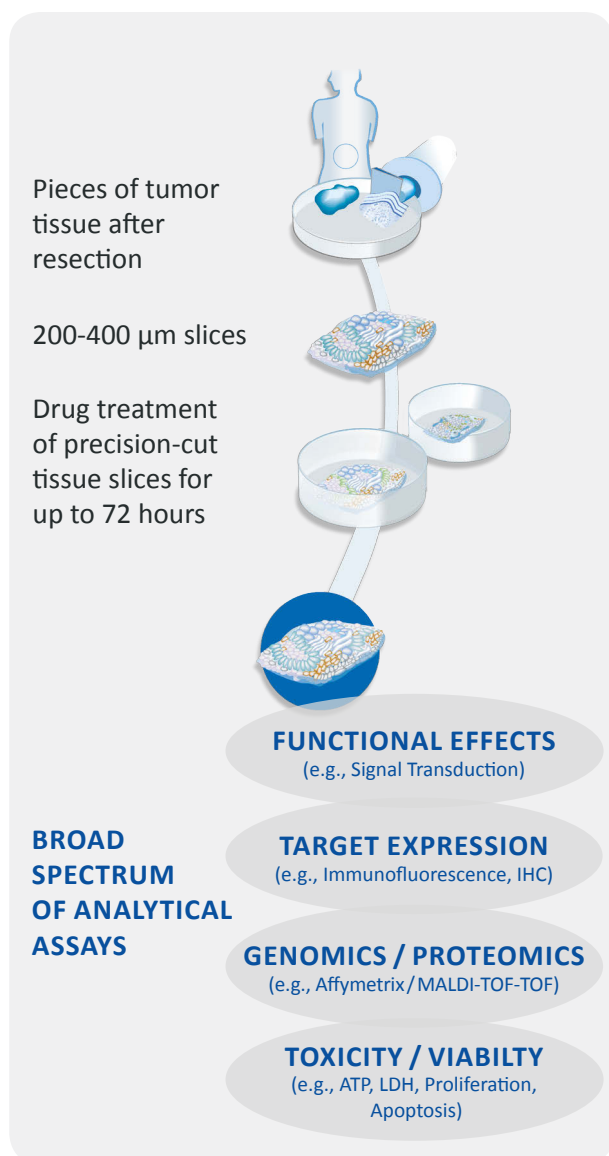 Pieces of tumor
tissue after
resection
200-400 µm slices
Drug treatment
of precision-cut
tissue slices for
up to 72 hours
FUNCTIONAL EFFECTS
(e.g., Signal Transduction)
BROAD
SPECTRUM
OF ANALYTICAL
ASSAYS
TARGET EXPRESSION
(e.g., Immunofluorescence, IHC)
GENOMICS / PROTEOMICS
(e.g., Affymetrix/MALDI-TOF-TOF)
TOXICITY / VIABILTY
(e.g., ATP, LDH, Proliferation,
Apoptosis)